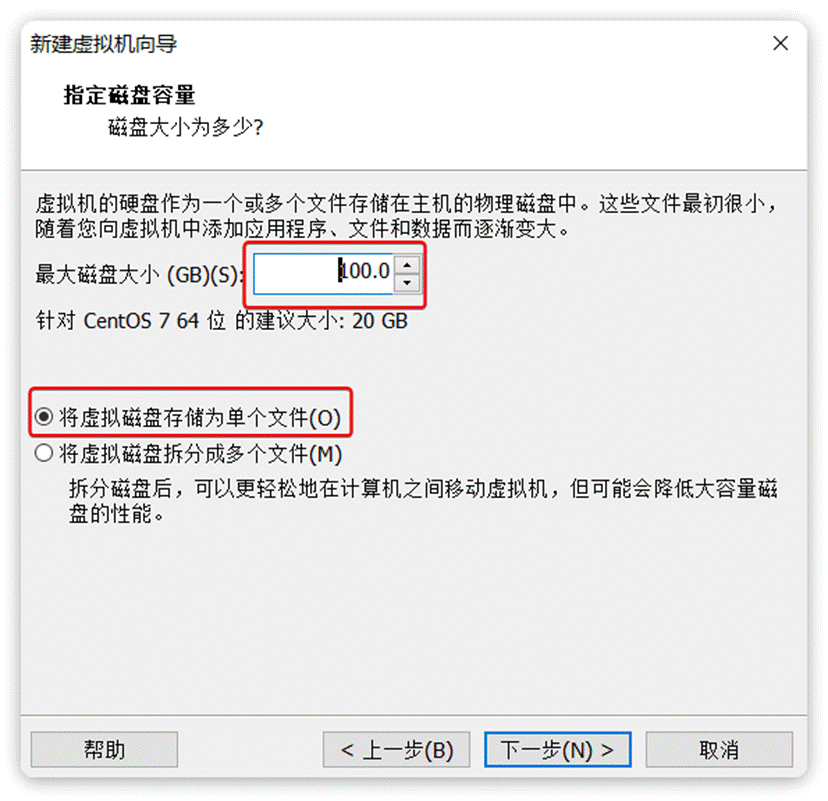 新建虚拟机向导
指定磁盘容量
磁盘大小为多少?
虚拟机的硬盘作为一个或多个文件存储在主机的物理磁盘中。这些文件最初很小，
随着您向虚拟机中添加应用程序、文件和数据而逐渐变大。
最大磁盘大小 (GB)(S): 100.0
针对 CentOS 7 64 位 的建议大小: 20 GB
将虚拟磁盘存储为单个文件(O)
将虚拟磁盘拆分成多个文件(M)
拆分磁盘后，可以更轻松地在计算机之间移动虚拟机，但可能会降低大容量磁
盘的性能。
帮助 < 上一步(B) 下一步(N) > 取消